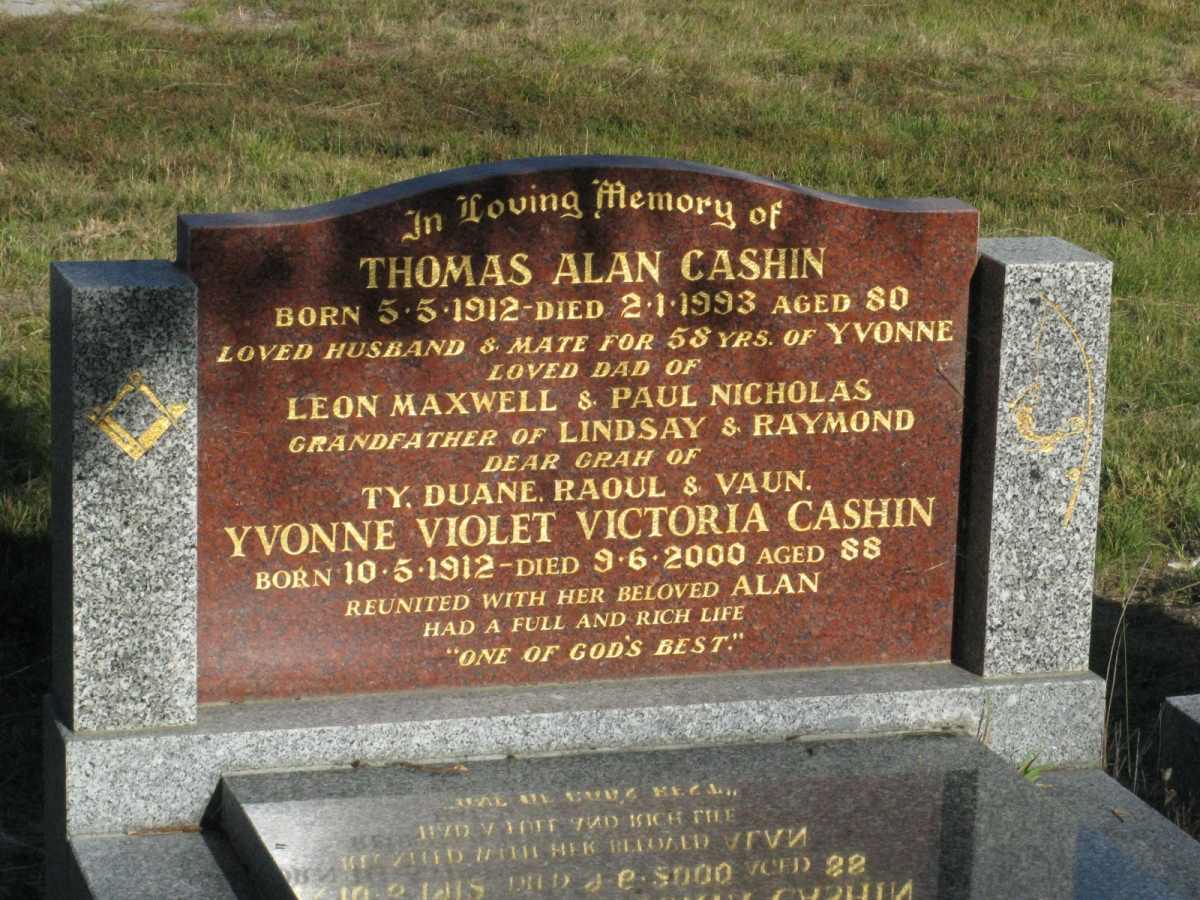 In Loving Memory of
THOMAS ALAN CASHIN
BORN 5·5·1912-DIED 2·1·1993 AGED 80
LOVED HUSBAND & MATE FOR 58 YRS. OF YVONNE
LOVED DAD OF
LEON MAXWELL & PAUL NICHOLAS
GRANDFATHER OF LINDSAY & RAYMOND
DEAR GRAH OF
TY, DUANE, RAOUL & VAUN.
YVONNE VIOLET VICTORIA CASHIN
BORN 10·5·1912-DIED 9·6·2000 AGED 88
REUNITED WITH HER BELOVED ALAN
HAD A FULL AND RICH LIFE
"ONE OF GOD'S BEST."